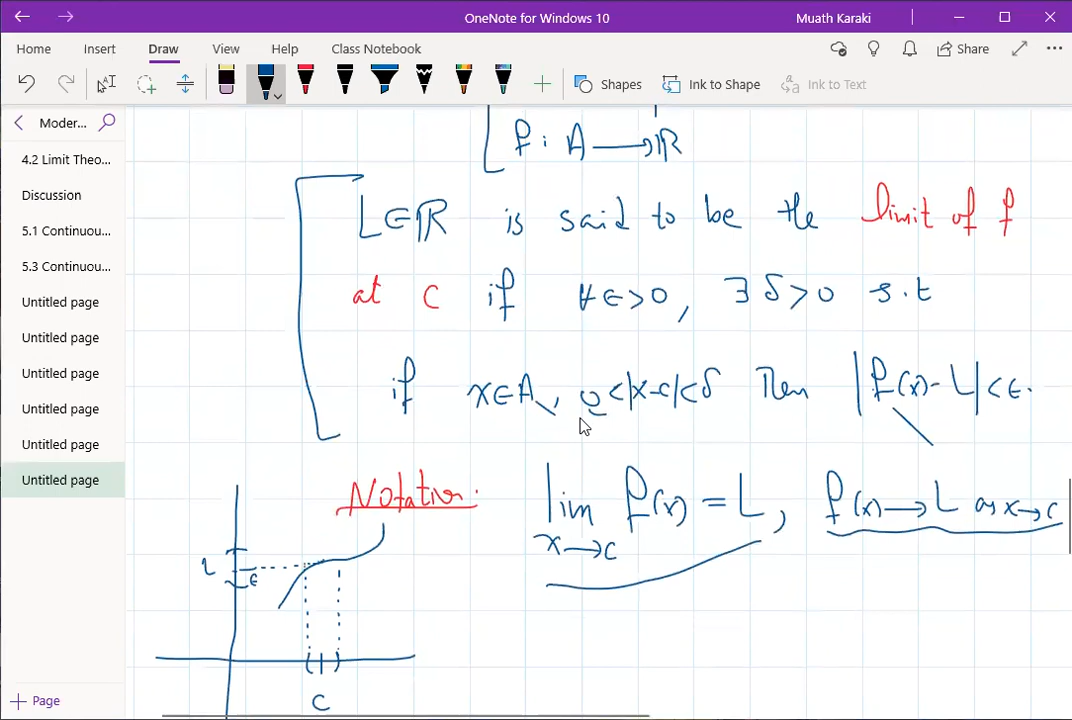 OneNote for Windows 10
Muath Karaki
Home Insert Draw View Help Class Notebook Share
Shapes Ink to Shape Ink to Text
Moder...
4.2 Limit Theo...
Discussion
5.1 Continuou...
5.3 Continuou...
Untitled page
Untitled page
Untitled page
Untitled page
Untitled page
Untitled page
Page
f : A → ℝ
L ∈ ℝ is said to be the limit of f
at c if ∀ ϵ > 0, ∃ δ > 0 s.t
if x ∈ A, 0 < |x-c| < δ Then |f(x) - L| < ϵ.
Notation: lim f(x) = L, f(x) → L as x → c
x → c
L ϵ
c